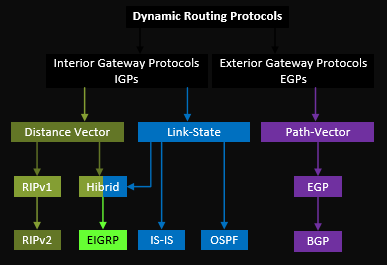 Dynamic Routing Protocols
Interior Gateway Protocols
IGPs
Exterior Gateway Protocols
EGPs
Distance Vector
Link-State
Path-Vector
RIPv1
Hibrid
EGP
RIPv2
EIGRP
IS-IS
OSPF
BGP